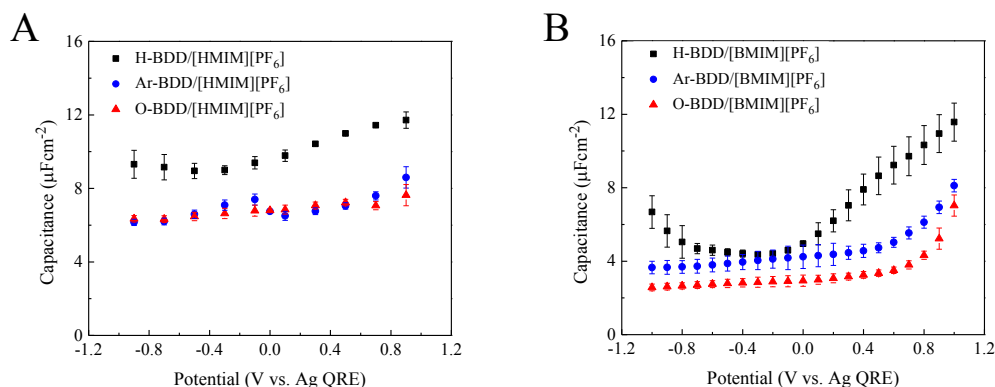 A
16
12
8
4
0
H-BDD/[HMIM][PF6]
Ar-BDD/[HMIM][PF6]
O-BDD/[HMIM][PF6]
Capacitance (μFcm-2)
-1.2 -0.8 -0.4 0.0 0.4 0.8 1.2
Potential (V vs. Ag QRE)
B
16
12
8
4
0
H-BDD/[BMIM][PF6]
Ar-BDD/[BMIM][PF6]
O-BDD/[BMIM][PF6]
Capacitance (μFcm-2)
-1.2 -0.8 -0.4 0.0 0.4 0.8 1.2
Potential (V vs. Ag QRE)